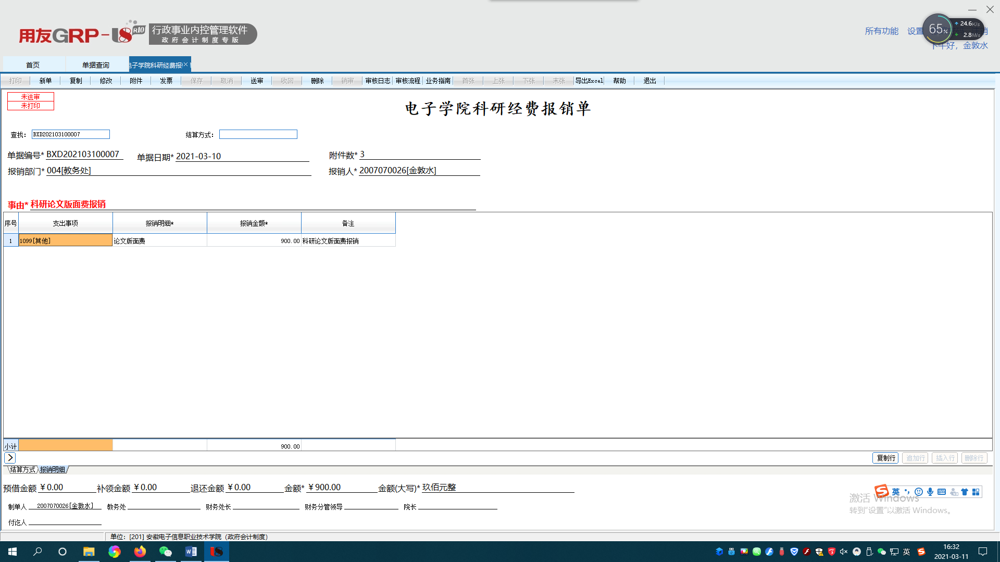 用友GRP-U8 R10 行政事业内控管理软件
政府会计制度专版
所有功能 设置
65% 24.6K/s
2.8M/s
下午好，金敦水
首页 单据查询 电子学院科研经费报
打印 新单 复制 修改 附件 发票 保存 取消 送审 收回 删除 销审 审核日志 审核流程 业务指南 首张 上张 下张 末张 导出Excel 帮助 退出
未送审
未打印
电子学院科研经费报销单
查找： BXD202103100007 结算方式：
单据编号* BXD202103100007 单据日期* 2021-03-10 附件数* 3
报销部门* 004[教务处] 报销人* 2007070026[金敦水]
事由* 科研论文版面费报销
序号 支出事项 报销明细* 报销金额* 备注
1 1099[其他] 论文版面费 900.00 科研论文版面费报销
小计 900.00
> 复制行 追加行 插入行 删除行
结算方式 报销明细
预借金额 ￥0.00 补领金额 ￥0.00 退还金额 ￥0.00 金额* ￥900.00 金额(大写)* 玖佰元整
英
激活 Windows
制单人 2007070026[金敦水] 教务处 财务处长 财务分管领导 院长
转到“设置”以激活 Windows。
付讫人
单位：[201] 安徽电子信息职业技术学院（政府会计制度）
英
16:32
2021-03-11